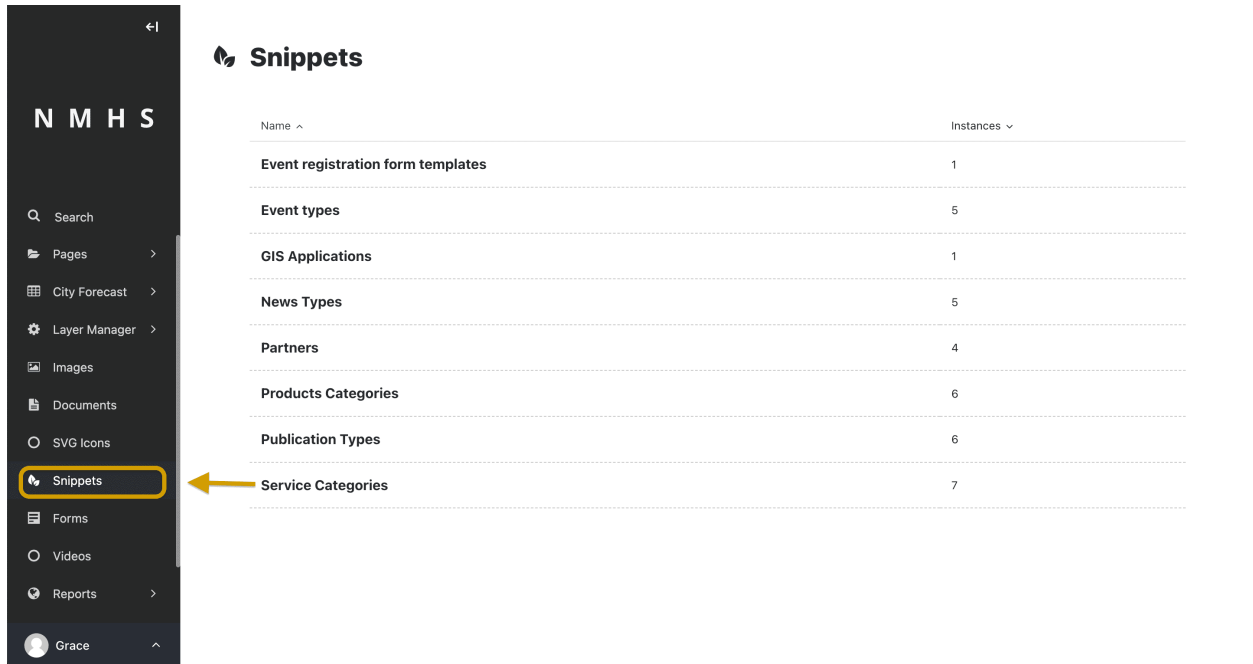 N M H S
Search
Pages
City Forecast
Layer Manager
Images
Documents
SVG Icons
Snippets
Forms
Videos
Reports
Grace
Snippets
Name Instances
Event registration form templates 1
Event types 5
GIS Applications 1
News Types 5
Partners 4
Products Categories 6
Publication Types 6
Service Categories 7